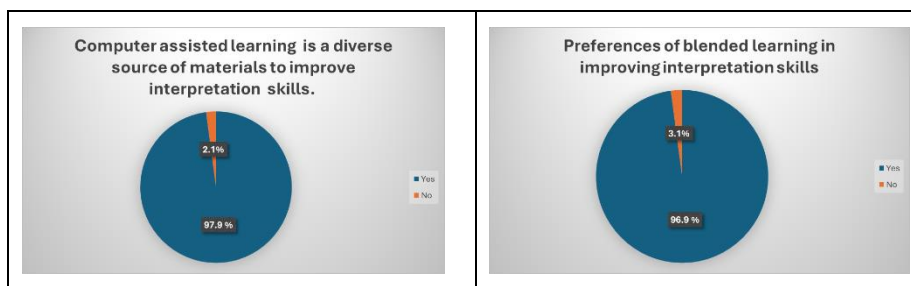 Computer assisted learning is a diverse
source of materials to improve
interpretation skills.
2.1%
97.9 %
Yes
No
Preferences of blended learning in
improving interpretation skills
3.1%
96.9 %
Yes
No